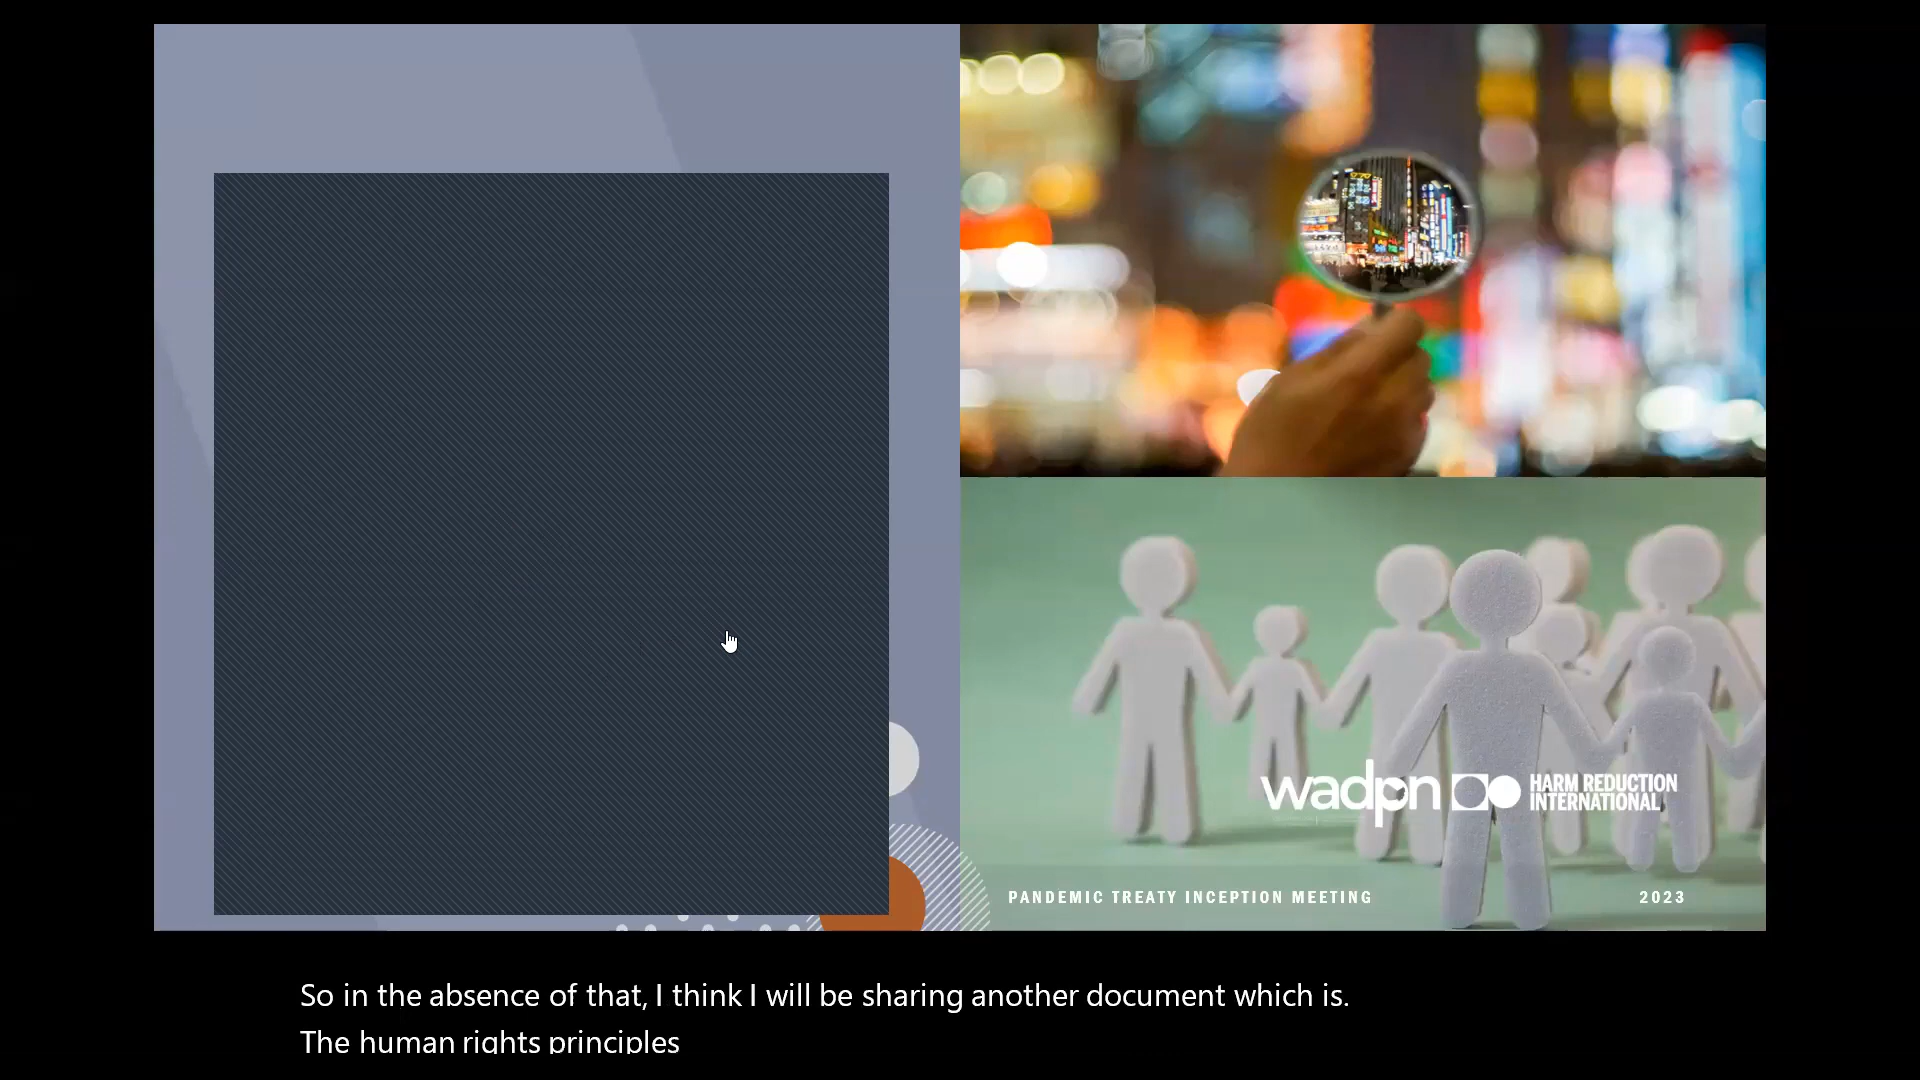 wadpn HARM REDUCTION
INTERNATIONAL
PANDEMIC TREATY INCEPTION MEETING 2023
So in the absence of that, I think I will be sharing another document which is.
The human rights principles